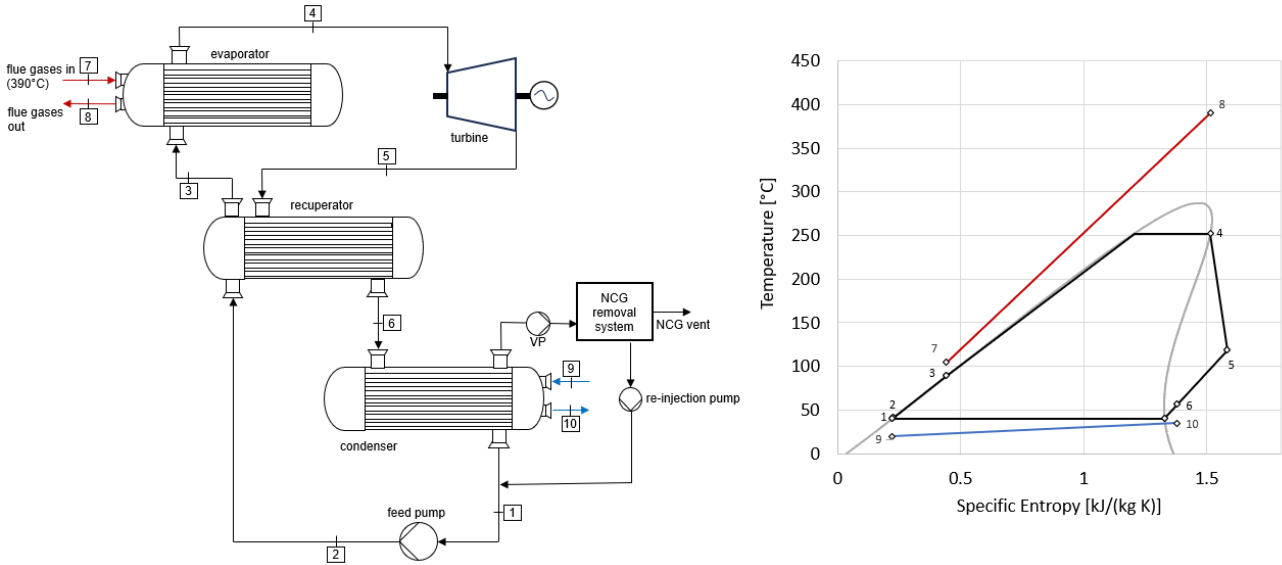 4
evaporator
7
flue gases in
(390°C)
8
flue gases
out
turbine
5
3
recuperator
6
NCG
removal
system
NCG vent
VP
9
re-injection pump
10
condenser
feed pump
1
2
450
400
350
300
250
200
150
100
50
0
Temperature [°C]
8
4
7
3
5
2
1
6
10
9
0
0.5
1
1.5
Specific Entropy [kJ/(kg K)]